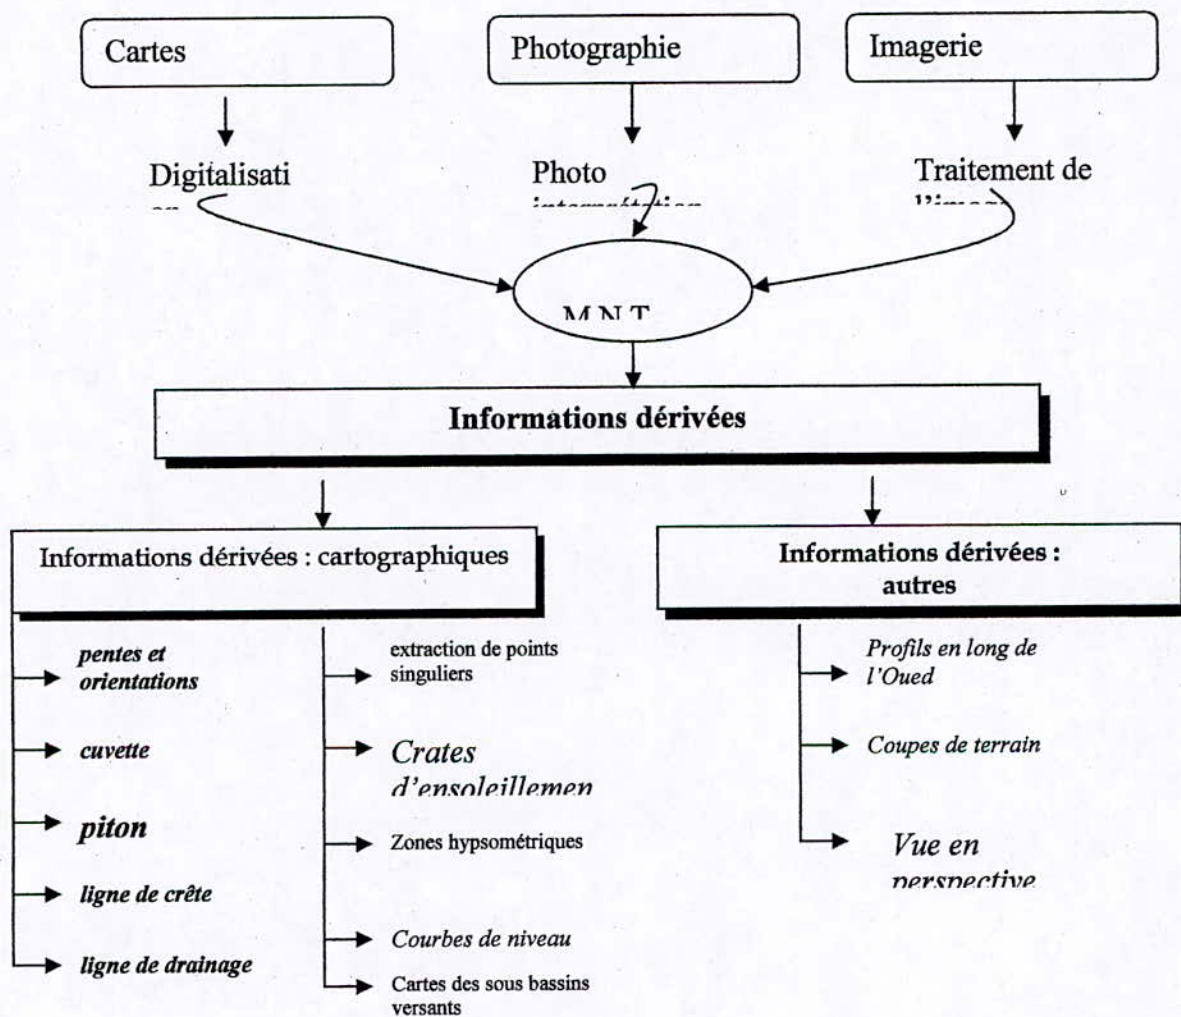 Cartes
Photographie
Imagerie
Digitalisati
Photo
Traitement de
M.N.T
Informations dérivées
Informations dérivées : cartographiques
Informations dérivées :
autres
pentes et
orientations
cuvette
piton
ligne de crête
ligne de drainage
extraction de points
singuliers
Crates
d’ensoleillemen
Zones hypsométriques
Courbes de niveau
Cartes des sous bassins
versants
Profils en long de
l’Oued
Coupes de terrain
Vue en
perspective